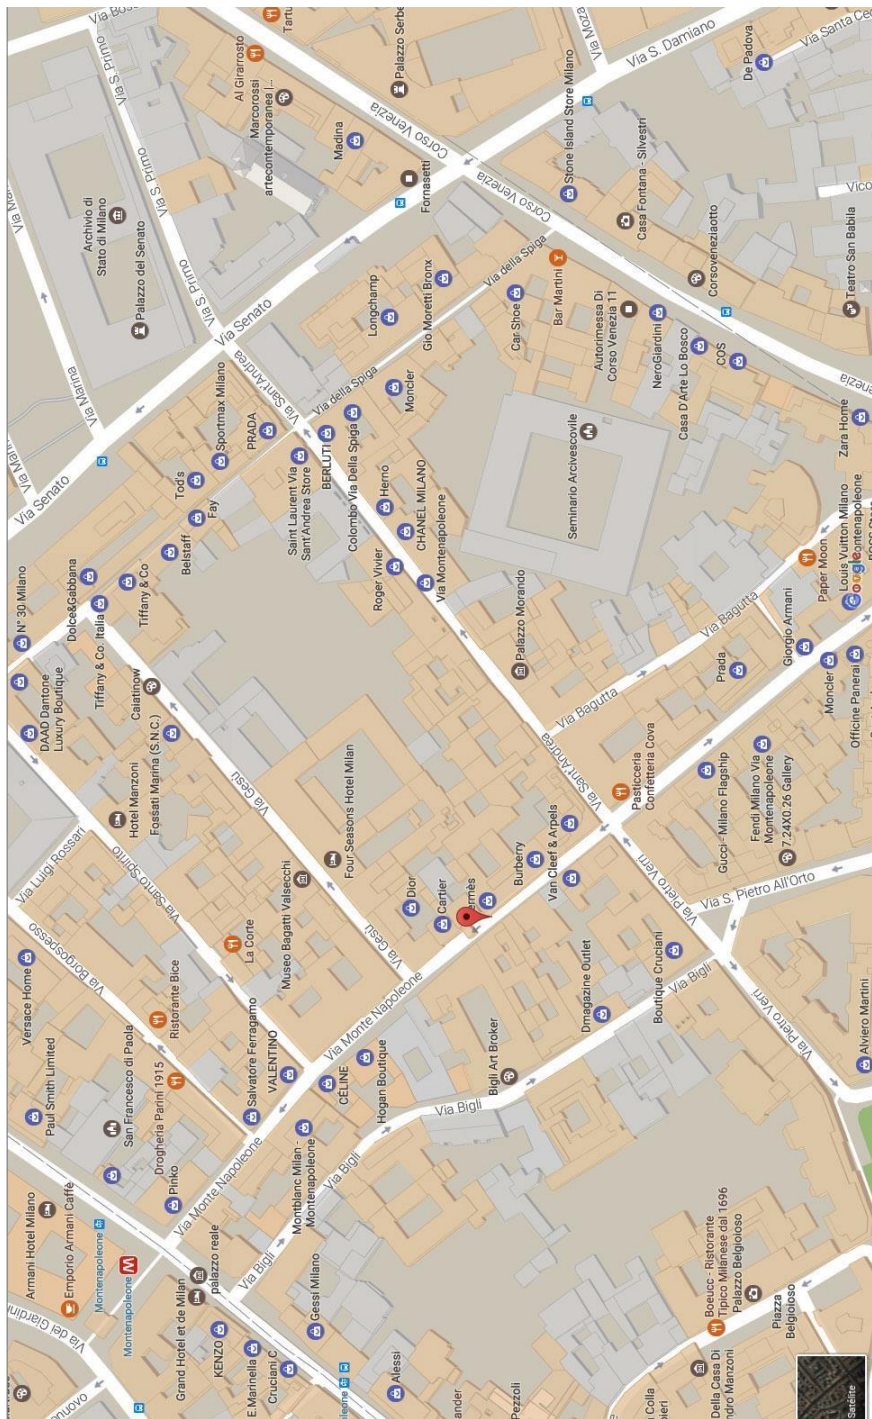 Armani Hotel Milano
Emporio Armani Caffè
Montenapoleone
Montenapoleone
Via dei Giardini
Grand Hotel et de Milan
palazzo reale
KENZO
E.Marinella
Cruciani C
Gessi Milano
Alessi
Paul Smith Limited
San Francesco di Paola
Drogheria Parini 1915
Pinko
Via Monte Napoleone
Via Bigli
Montblanc Milan -
Montenapoleone
Via Bigli
Salvatore Ferragamo
VALENTINO
CÉLINE
Hogan Boutique
Via Monte Napoleone
Via Bigli
Bigli Art Broker
Versace Home
Via Borgospesso
Ristorante Bice
La Corte
Via Luigi Rossari
Via Santo Spirito
Museo Bagatti Valsecchi
Via Gesù
Hotel Manzoni
Four Seasons Hotel Milan
Via Gesù
Dior
Cartier
Burberry
Van Cleef & Arpels
Dmagazine Outlet
Boutique Cruciani
Via Bigli
Via Pietro Verri
Via S. Pietro All'Orto
Via Pietro Verri
Alviero Martini
N° 30 Milano
DAAD Dantone
Luxury Boutique
Dolce&Gabbana
Tiffany & Co. Italia
Tiffany & Co
Caiatinow
Fossati Marina (S.N.C.)
Belstaff
Fay
Tod's
Sportmax Milano
PRADA
Saint Laurent Via
Sant'Andrea Store
BERLUTI
Colombo Via Della Spiga
Herno
CHANEL MILANO
Via Montenapoleone
Roger Vivier
Palazzo Morando
Via Sant'Andrea
Via Bagutta
Via Bagutta
Pasticceria
Confetteria Cova
Prada
Gucci - Milano Flagship
Fendi Milano Via
Montenapoleone
7.24X0.26 Gallery
Giorgio Armani
Moncler
Officine Panerai
Paper Moon
Louis Vuitton Milano
Montenapoleone
Google
Zara Home
Via Senato
Via Marina
Via Senato
Via Sant'Andrea
Via della Spiga
Via della Spiga
Moncler
Longchamp
Gio Moretti Bronx
Car Shoe
Bar Martini
Autorimessa Di
Corso Venezia 11
NeroGiardini
Casa D'Arte Lo Bosco
COS
Seminario Arcivescovile
Archivio di
Stato di Milano
Palazzo del Senato
Via S. Primo
Via S. Primo
Via S. Primo
Al Girarrosto
Marcorossi
artecontemporanea |...
Madina
Fornasetti
Corso Venezia
Corso Venezia
Stone Island Store Milano
Casa Fontana - Silvestri
Corsoveneziaotto
Teatro San Babila
Via S. Damiano
De Padova
Boeucc - Ristorante
Tipico Milanese dal 1696
Palazzo Belgioioso
Piazza
Belgioioso
Satélite